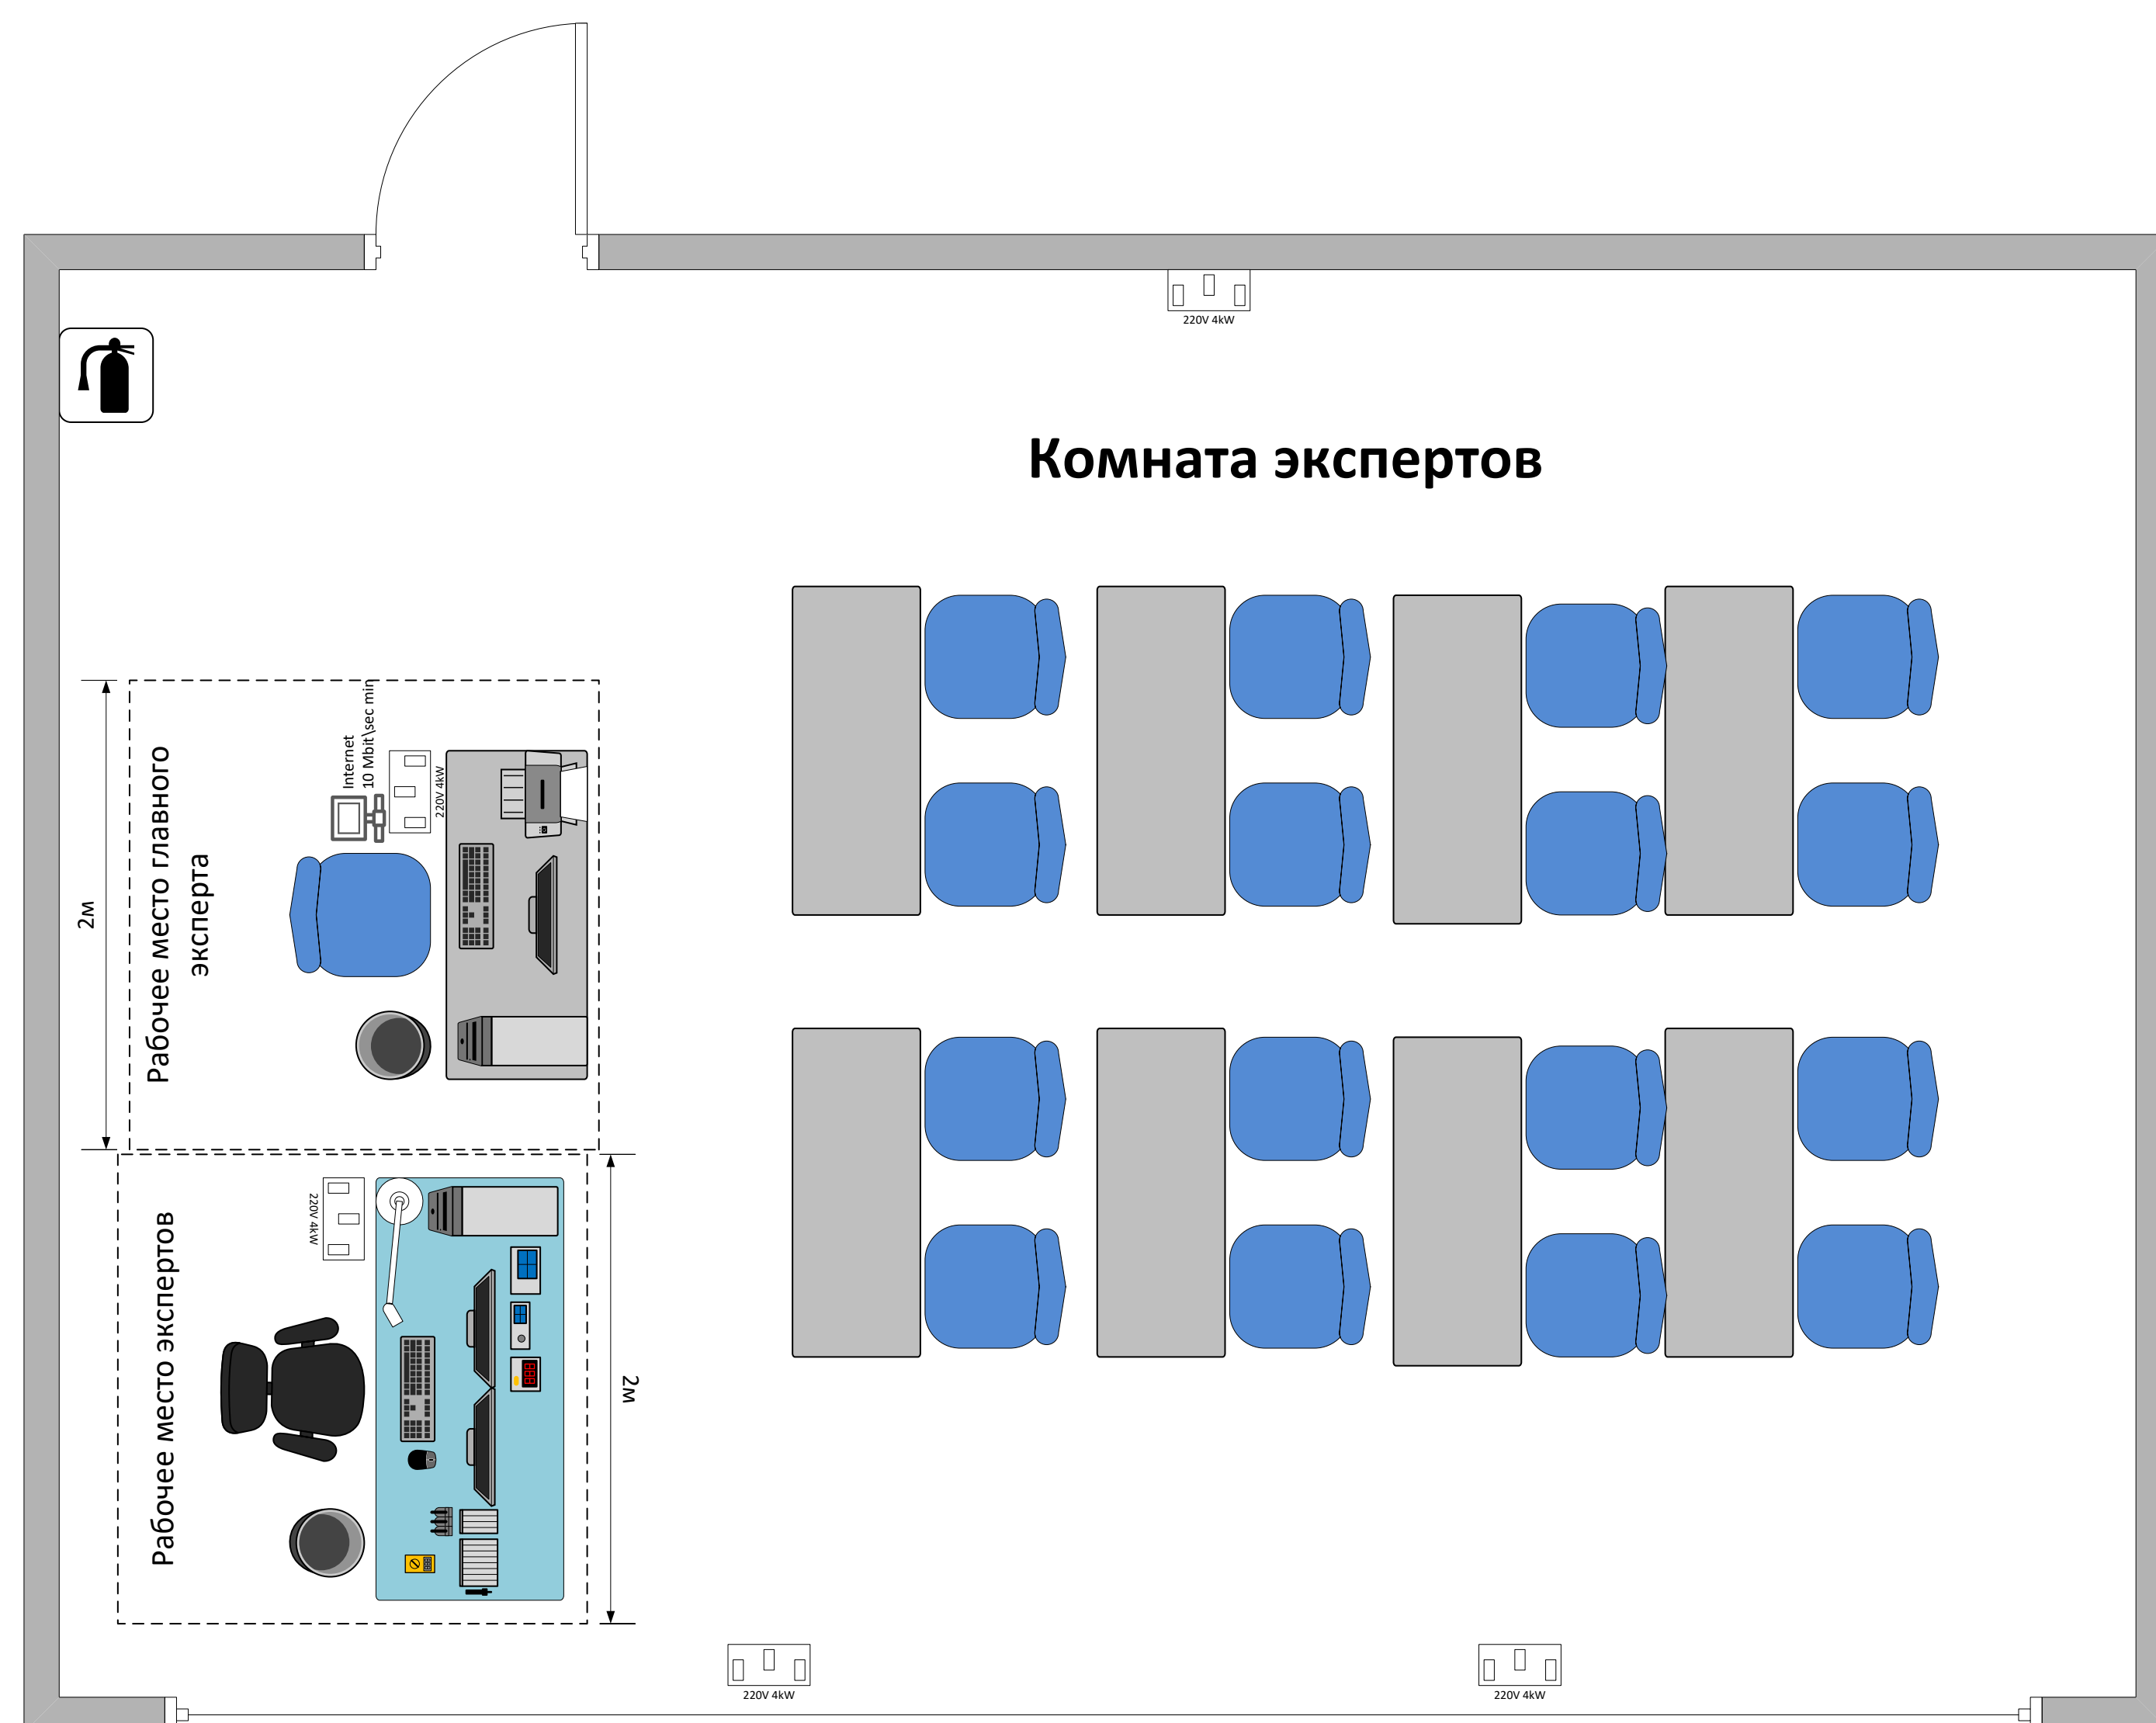 220V 4kW
Комната экспертов
Internet
10 Mbit\sec min
220V 4kW
Рабочее место главного
эксперта
2м
220V 4kW
Рабочее место экспертов
2м
220V 4kW
220V 4kW